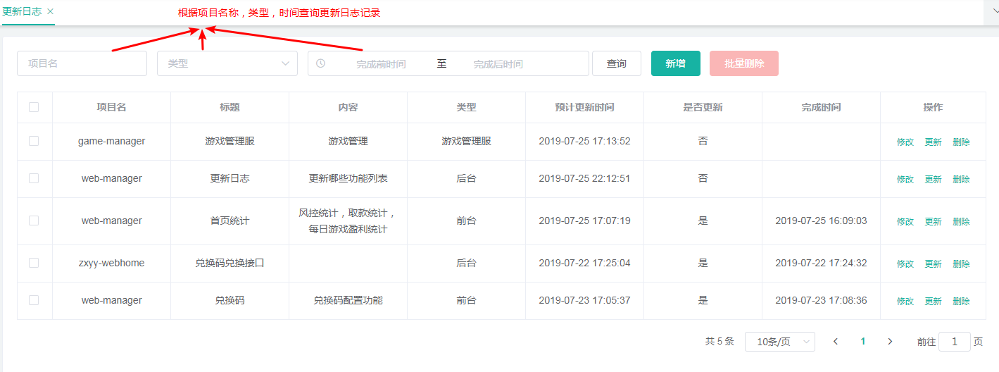 更新日志 ×
根据项目名称，类型，时间查询更新日志记录
项目名 类型 完成前时间 至 完成后时间 查询 新增 批量删除
项目名 标题 内容 类型 预计更新时间 是否更新 完成时间 操作
game-manager 游戏管理服 游戏管理 游戏管理服 2019-07-25 17:13:52 否 修改 更新 删除
web-manager 更新日志 更新哪些功能列表 后台 2019-07-25 22:12:51 否 修改 更新 删除
web-manager 首页统计 风控统计，取款统计，
每日游戏盈利统计 前台 2019-07-25 17:07:19 是 2019-07-25 16:09:03 修改 更新 删除
zxyy-webhome 兑换码兑换接口 后台 2019-07-22 17:25:04 是 2019-07-22 17:24:32 修改 更新 删除
web-manager 兑换码 兑换码配置功能 前台 2019-07-23 17:05:37 是 2019-07-23 17:08:36 修改 更新 删除
共 5 条 10条/页 < 1 > 前往 1 页